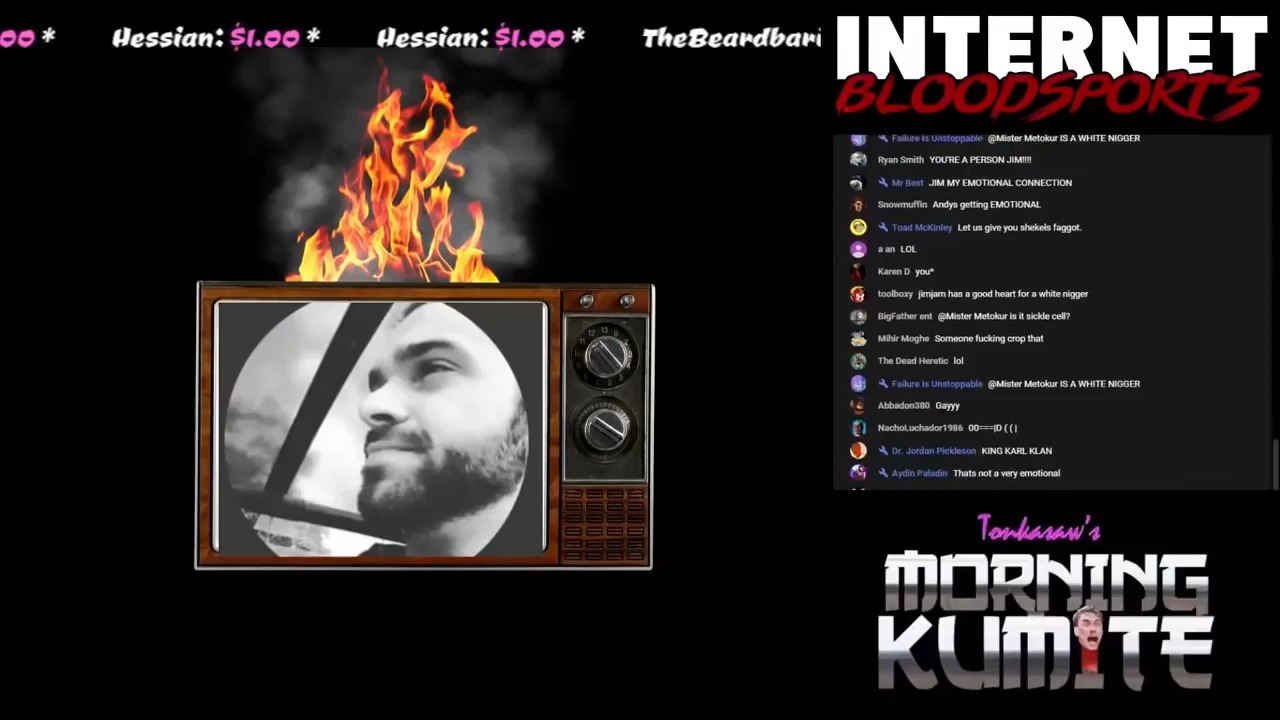 00 * Hessian: $1.00 * Hessian: $1.00 * TheBeardbari
INTERNET
BLOODSPORTS
Failure Is Unstoppable @Mister Metokur IS A WHITE NIGGER
Ryan Smith YOU'RE A PERSON JIM!!!!
Mr Best JIM MY EMOTIONAL CONNECTION
Snowmuffin Andys getting EMOTIONAL
Toad McKinley Let us give you shekels faggot.
a an LOL
Karen D you*
toolboxy jimjam has a good heart for a white nigger
BigFather ent @Mister Metokur is it sickle cell?
Mihir Moghe Someone fucking crop that
The Dead Heretic lol
Failure Is Unstoppable @Mister Metokur IS A WHITE NIGGER
Abbadon380 Gayyy
NachoLuchador1986 00===|D ( ( |
Dr. Jordan Pickleson KING KARL KLAN
Aydin Paladin Thats not a very emotional
Tonkasaw's
MORNING
KUMITE